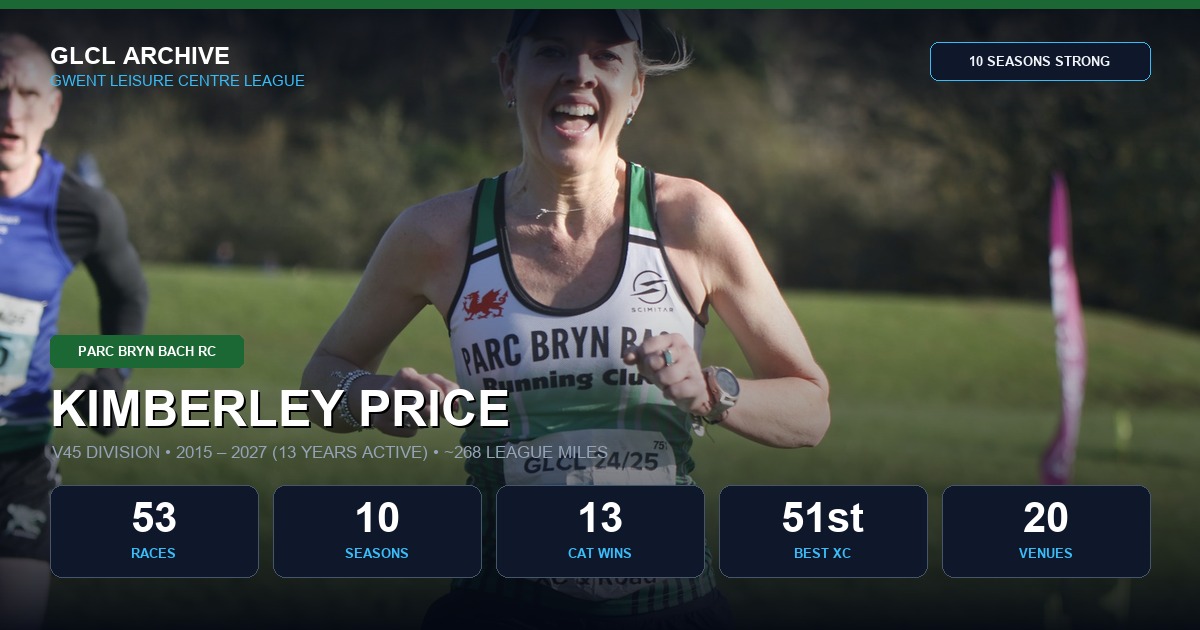 GLCL ARCHIVE
GWENT LEISURE CENTRE LEAGUE
10 SEASONS STRONG
SCIMITAR
PARC BRYN
Running
PARC BRYN BACH RC
KIMBERLEY PRICE
V45 DIVISION • 2015 – 2027 (13 YEARS ACTIVE) • ~268 LEAGUE MILES
75
GLCL 24/25
53
RACES
10
SEASONS
13
CAT WINS
51st
BEST XC
20
VENUES
& Road